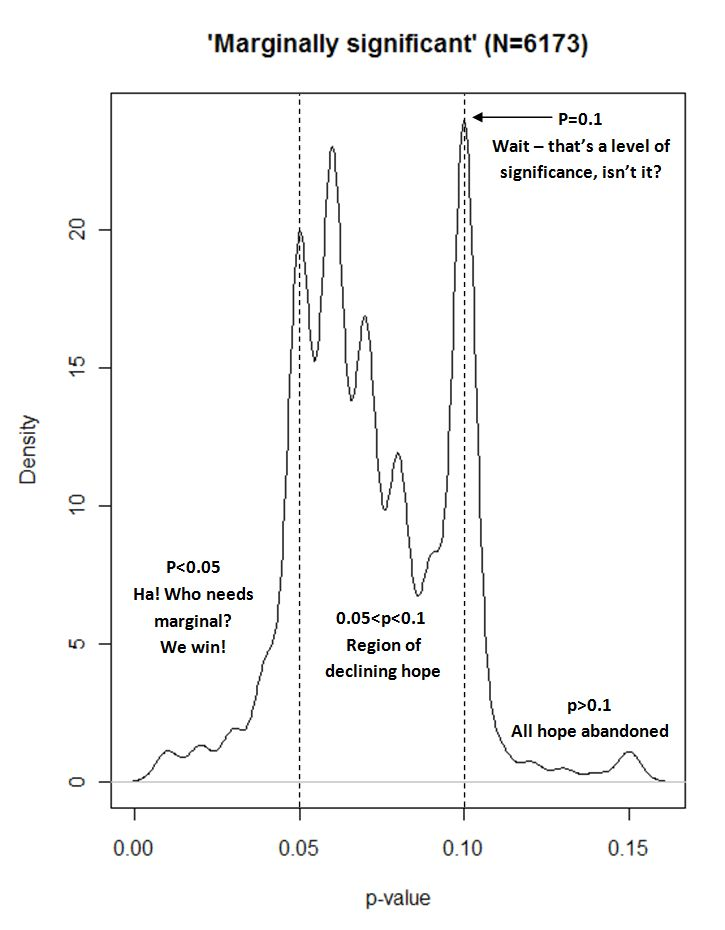 'Marginally significant' (N=6173)
P=0.1
Wait – that’s a level of
significance, isn’t it?
20
15
10
5
0
Density
P<0.05
Ha! Who needs
marginal?
We win!
0.05<p<0.1
Region of
declining hope
p>0.1
All hope abandoned
0.00
0.05
0.10
0.15
p-value